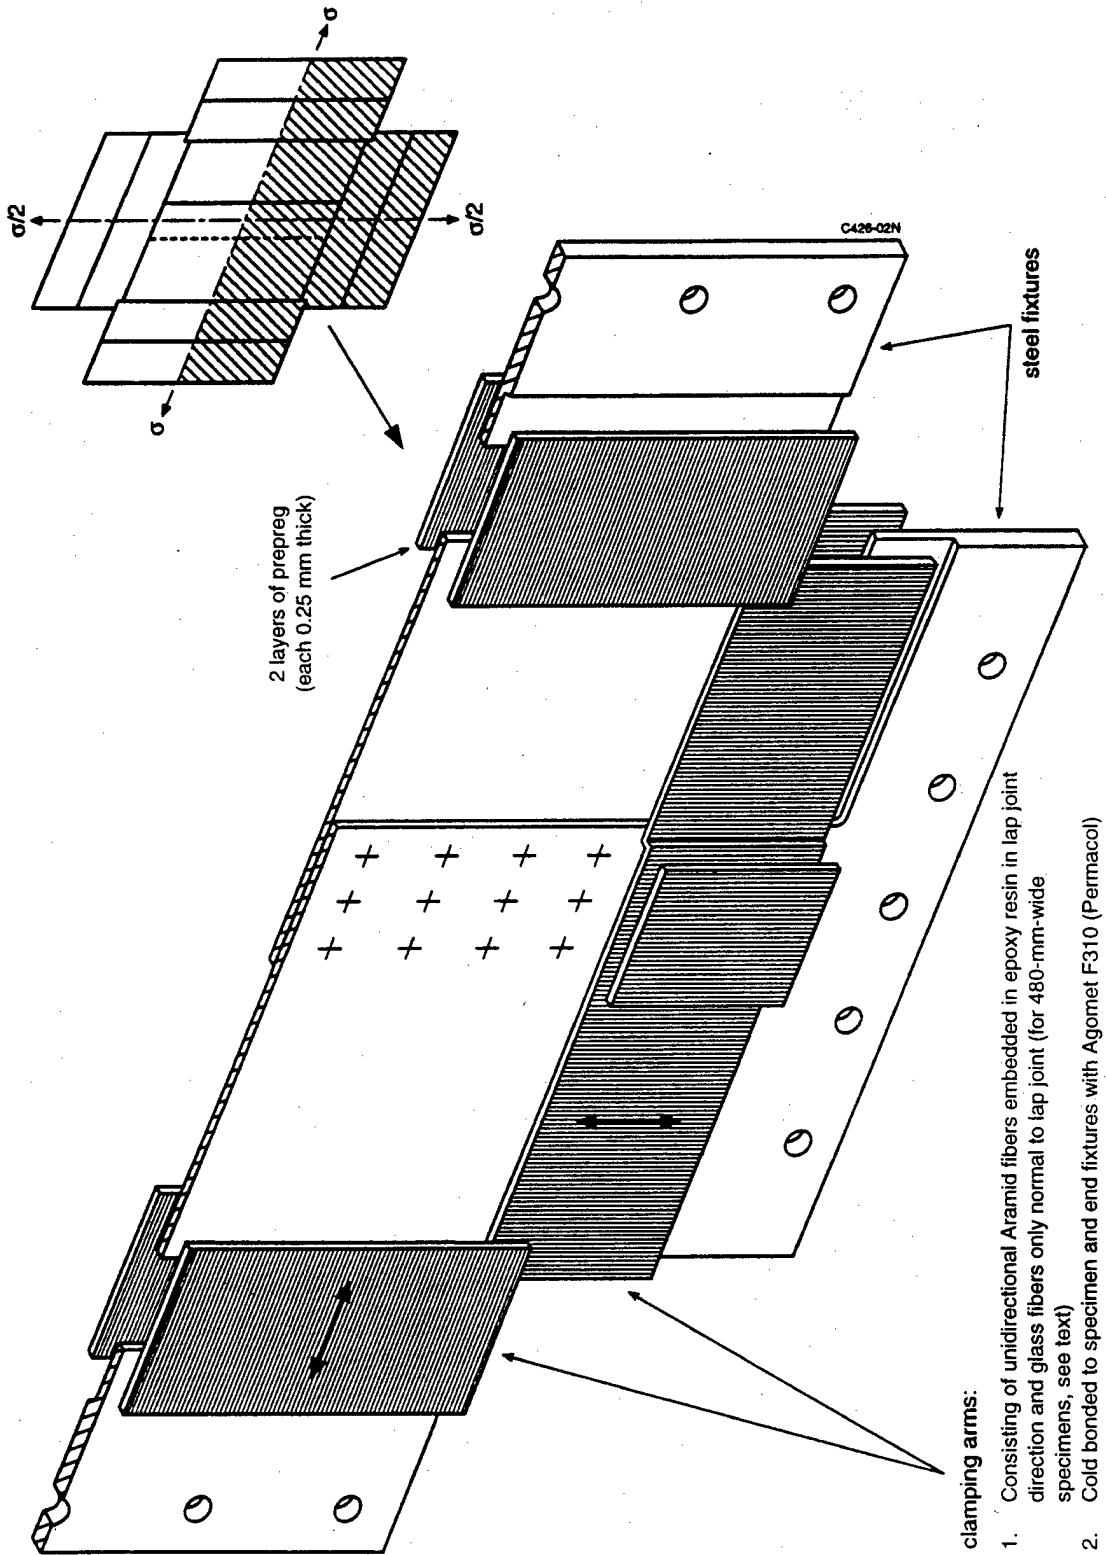 σ/2
σ
σ
σ/2
2 layers of prepreg
(each 0.25 mm thick)
C426-02N
steel fixtures
clamping arms:
1. Consisting of unidirectional Aramid fibers embedded in epoxy resin in lap joint
direction and glass fibers only normal to lap joint (for 480-mm-wide
specimens, see text)
2. Cold bonded to specimen and end fixtures with Agomet F310 (Permacol)